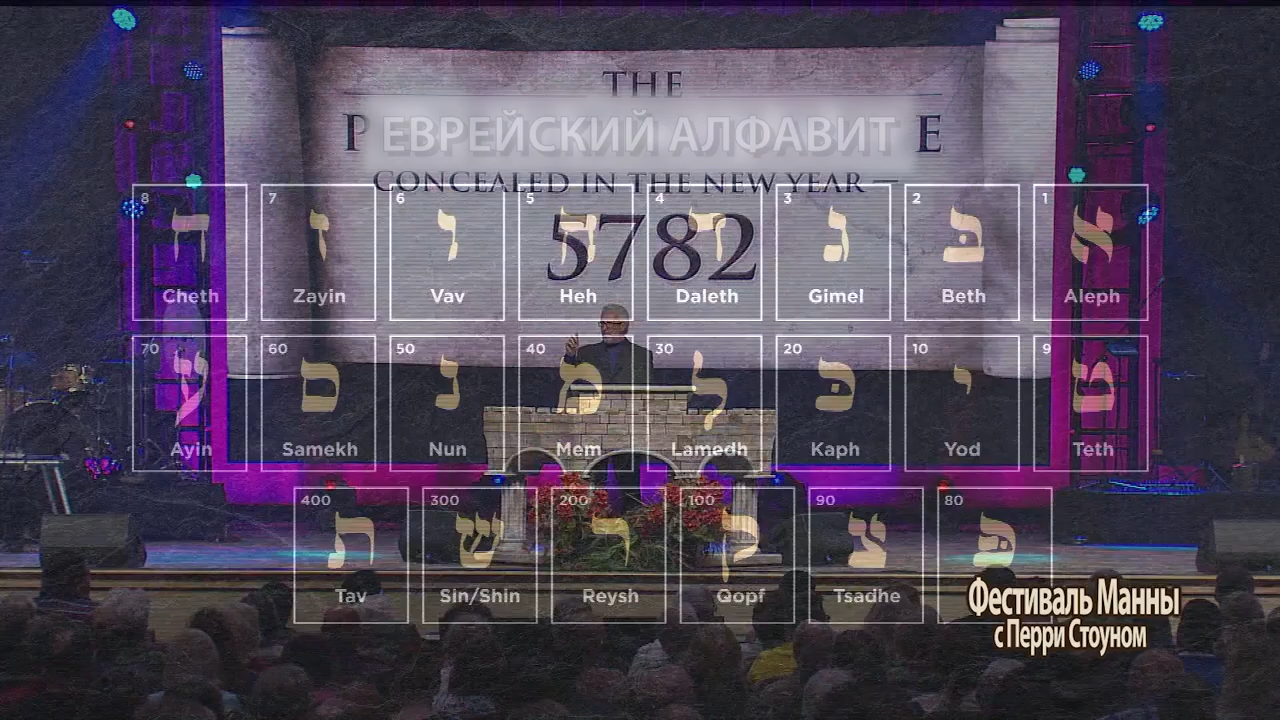 THE
ЕВРЕЙСКИЙ АЛФАВИТ
CONCEALED IN THE NEW YEAR
5782
8 7 6 5 4 3 2 1
א בּ ג ד ה ו ז ח
Cheth Zayin Vav Heh Daleth Gimel Beth Aleph
70 60 50 40 30 20 10 9
ט י כּ ל מ נ ס ע
Ayin Samekh Nun Mem Lamedh Kaph Yod Teth
400 300 200 100 90 80
פּ צ ק ר ש ת
Tav Sin/Shin Reysh Qopf Tsadhe
Фестиваль Манны
с Перри Стоуном